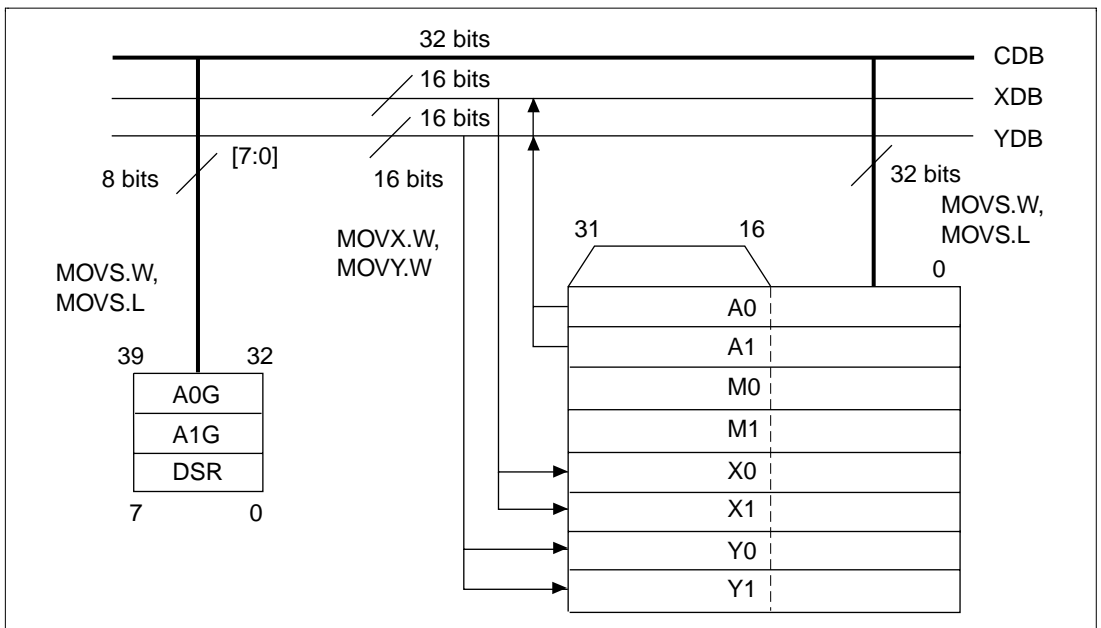 32 bits
CDB
16 bits
XDB
16 bits
YDB
[7:0]
8 bits
16 bits
32 bits
MOVS.W,
MOVS.L
MOVX.W,
MOVY.W
31 16
0
MOVS.W,
MOVS.L
39 32
A0G
A1G
DSR
7 0
A0
A1
M0
M1
X0
X1
Y0
Y1